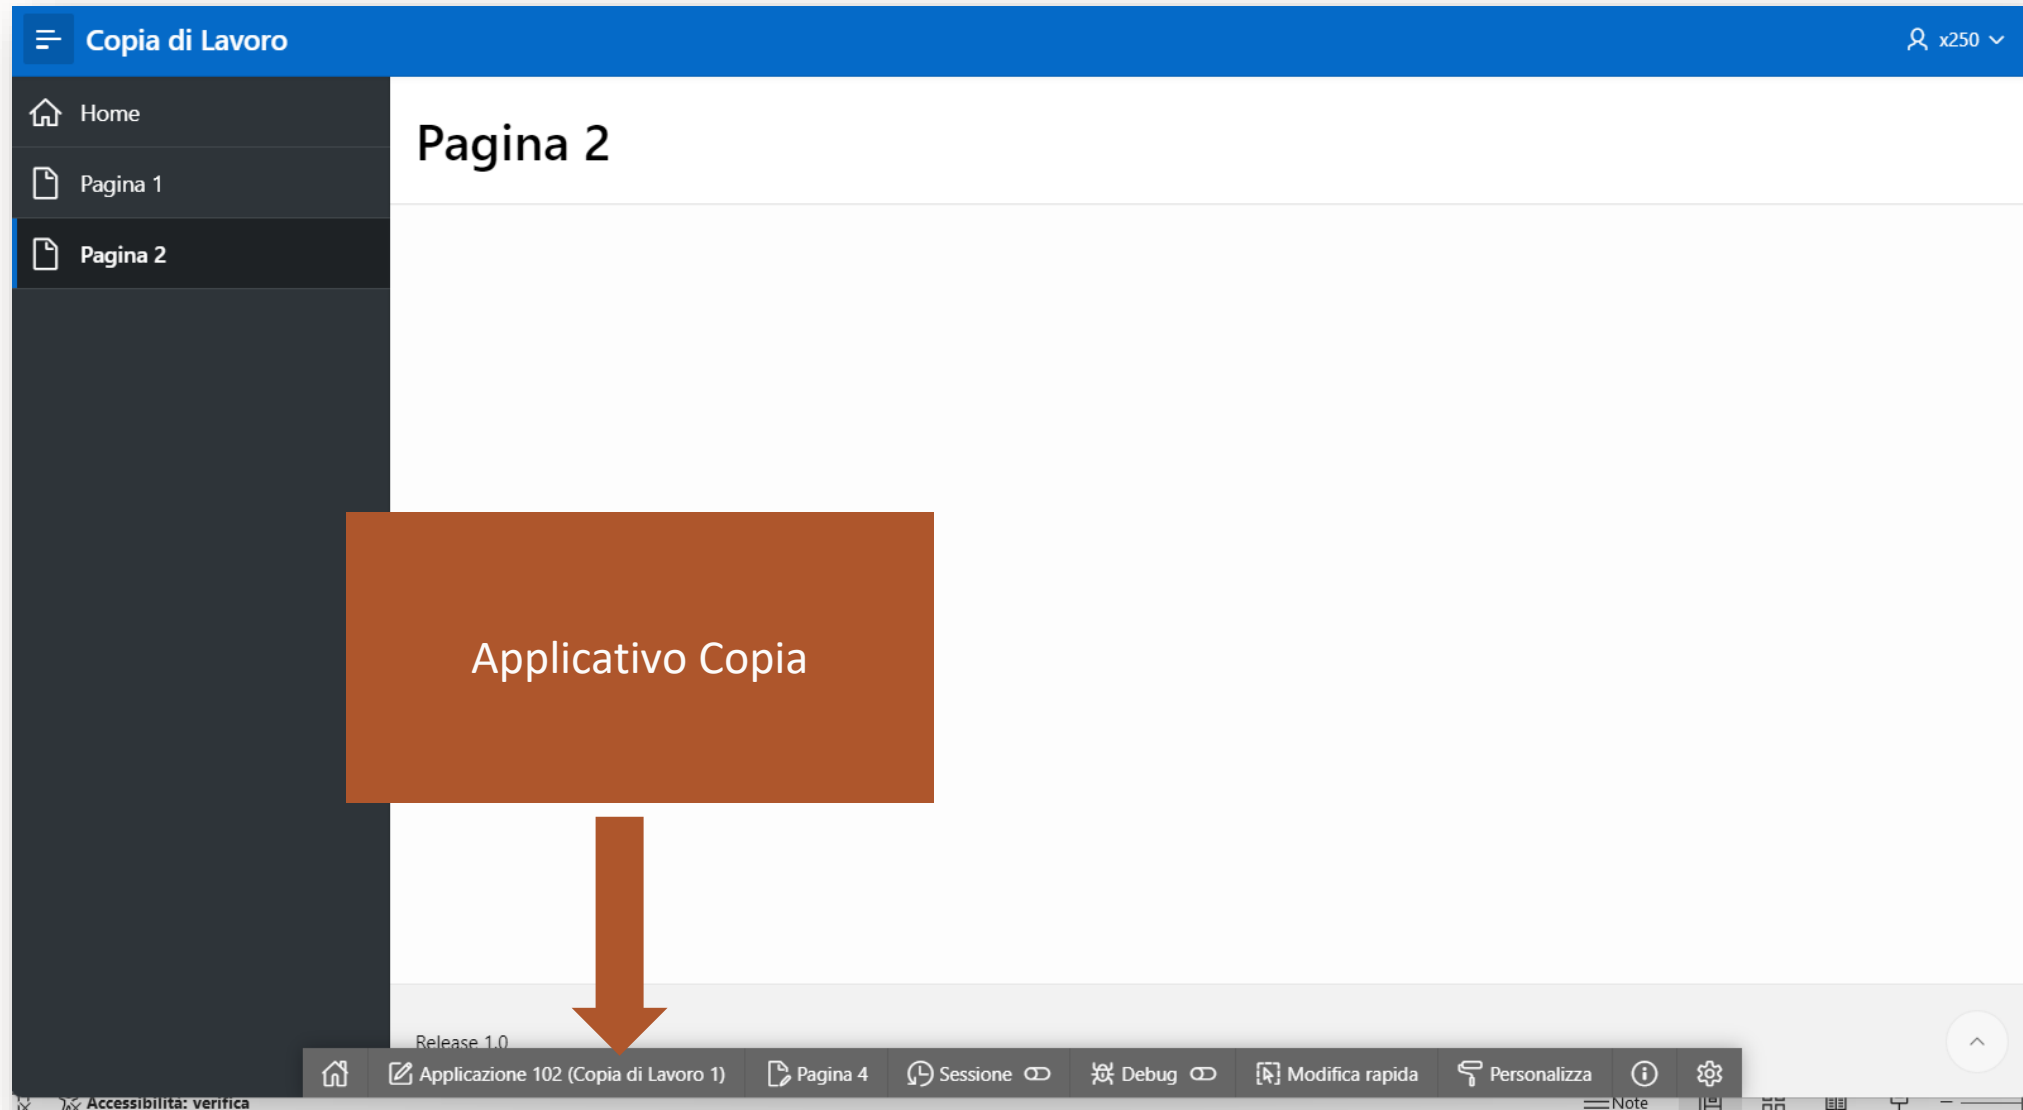 Copia di Lavoro
x250
Home
Pagina 1
Pagina 2
Pagina 2
Applicativo Copia
Release 1.0
Applicazione 102 (Copia di Lavoro 1)
Pagina 4
Sessione
Debug
Modifica rapida
Personalizza
Accessibilità: verifica
Note